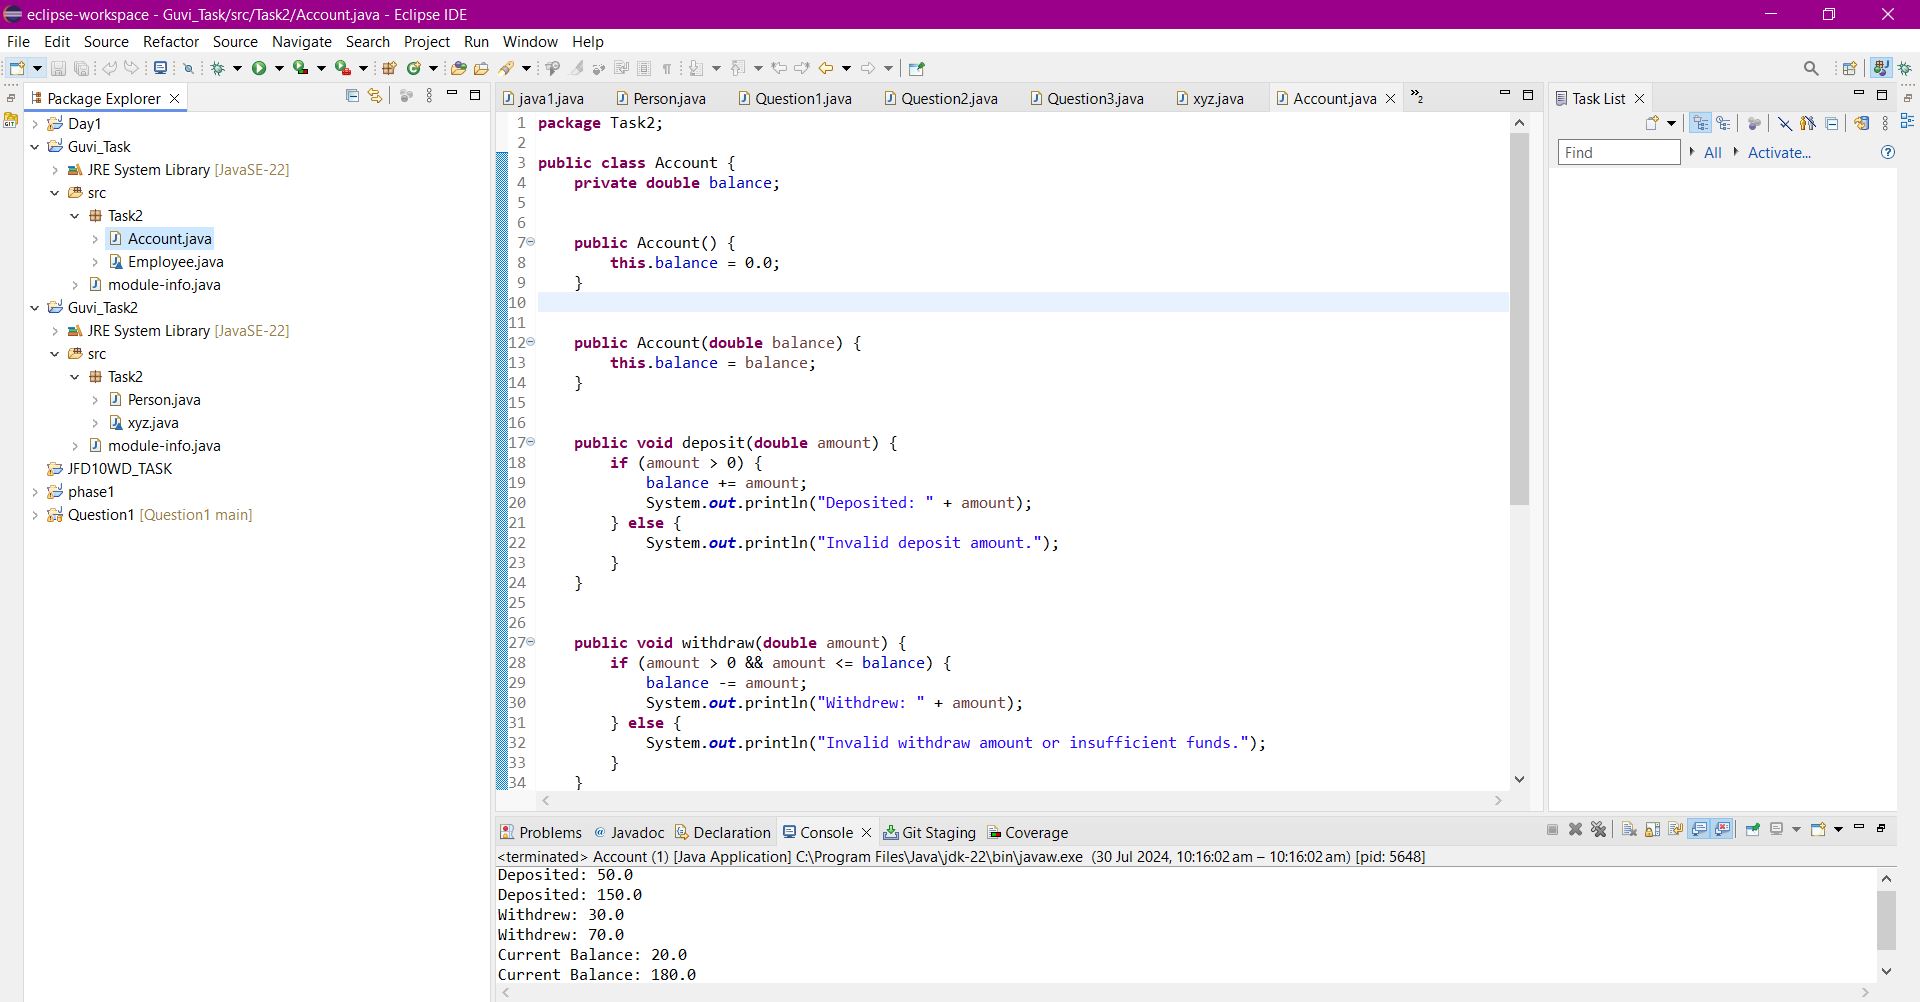 eclipse-workspace - Guvi_Task/src/Task2/Account.java - Eclipse IDE
File Edit Source Refactor Source Navigate Search Project Run Window Help
Package Explorer
Day1
Guvi_Task
JRE System Library [JavaSE-22]
src
Task2
Account.java
Employee.java
module-info.java
Guvi_Task2
JRE System Library [JavaSE-22]
src
Task2
Person.java
xyz.java
module-info.java
JFD10WD_TASK
phase1
Question1 [Question1 main]
java1.java Person.java Question1.java Question2.java Question3.java xyz.java Account.java »2
1 package Task2;
2
3 public class Account {
4     private double balance;
5
6
7     public Account() {
8         this.balance = 0.0;
9     }
10
11
12     public Account(double balance) {
13         this.balance = balance;
14     }
15
16
17     public void deposit(double amount) {
18         if (amount > 0) {
19             balance += amount;
20             System.out.println("Deposited: " + amount);
21         } else {
22             System.out.println("Invalid deposit amount.");
23         }
24     }
25
26
27     public void withdraw(double amount) {
28         if (amount > 0 && amount <= balance) {
29             balance -= amount;
30             System.out.println("Withdrew: " + amount);
31         } else {
32             System.out.println("Invalid withdraw amount or insufficient funds.");
33         }
34     }
Task List
Find All Activate...
Problems Javadoc Declaration Console Git Staging Coverage
<terminated> Account (1) [Java Application] C:\Program Files\Java\jdk-22\bin\javaw.exe (30 Jul 2024, 10:16:02 am – 10:16:02 am) [pid: 5648]
Deposited: 50.0
Deposited: 150.0
Withdrew: 30.0
Withdrew: 70.0
Current Balance: 20.0
Current Balance: 180.0